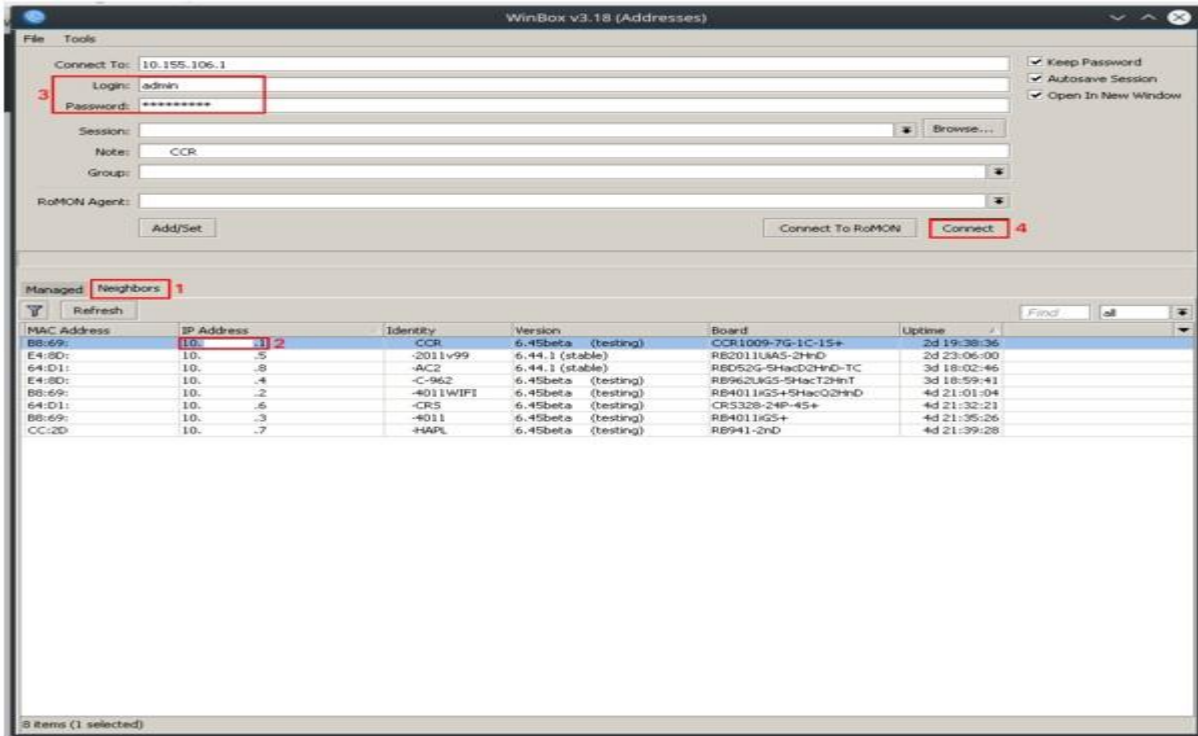 WinBox v3.18 (Addresses)
File Tools
Connect To: 10.155.106.1
Keep Password
3 Login: admin
Autosave Session
Password: *********
Open In New Window
Session:
Browse...
Note: CCR
Group:
RoMON Agent:
Add/Set Connect To RoMON Connect 4
Managed Neighbors 1
Refresh Find all
MAC Address IP Address Identity Version Board Uptime
B8:69: 10. .1 2 CCR 6.45beta (testing) CCR1009-7G-1C-1S+ 2d 19:38:36
E4:8D: 10. .5 -2011v99 6.44.1 (stable) RB2011UiAS-2HnD 2d 23:06:00
64:D1: 10. .8 -AC2 6.44.1 (stable) RBD52G-5HacD2HnD-TC 3d 18:02:46
E4:8D: 10. .4 -C-962 6.45beta (testing) RB962UiGS-5HacT2HnT 3d 18:59:41
B8:69: 10. .2 -4011WIFI 6.45beta (testing) RB4011iGS+5HacQ2HnD 4d 21:01:04
64:D1: 10. .6 -CRS 6.45beta (testing) CRS328-24P-4S+ 4d 21:32:21
B8:69: 10. .3 -4011 6.45beta (testing) RB4011iGS+ 4d 21:35:26
CC:2D 10. .7 -HAPL 6.45beta (testing) RB941-2nD 4d 21:39:28
8 items (1 selected)